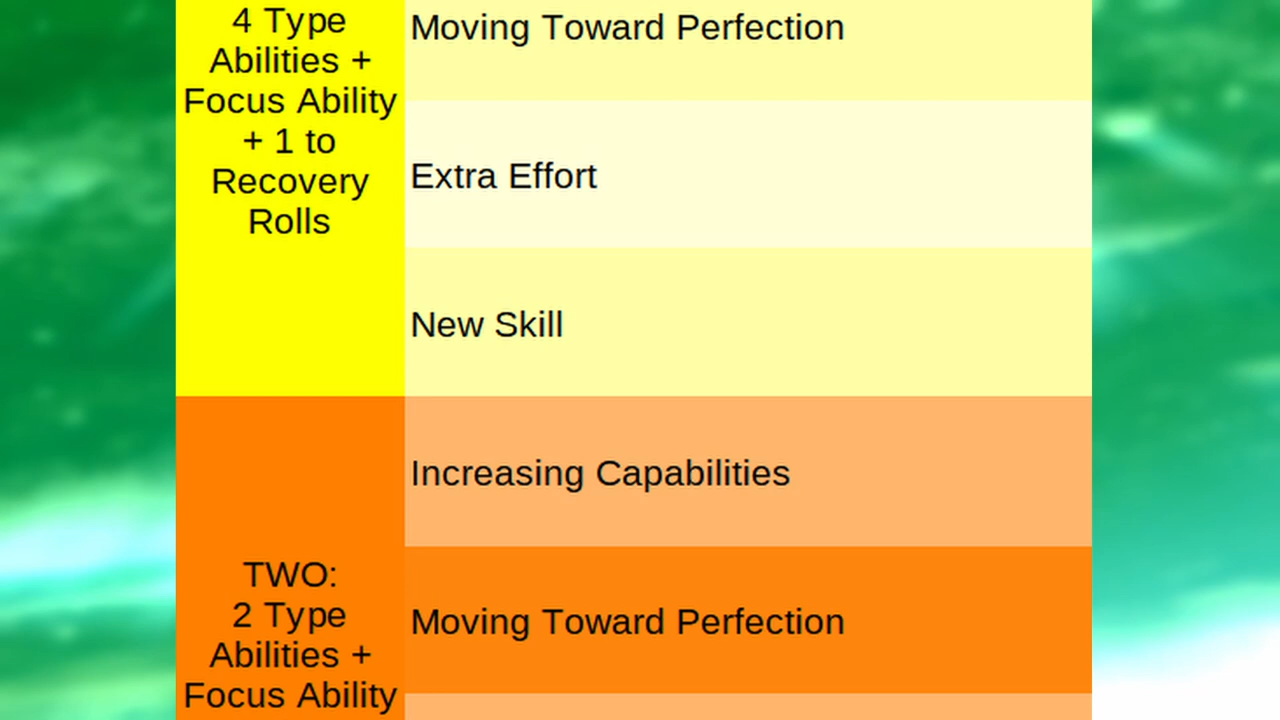 4 Type
Abilities +
Focus Ability
+ 1 to
Recovery
Rolls
Moving Toward Perfection
Extra Effort
New Skill
TWO:
2 Type
Abilities +
Focus Ability
Increasing Capabilities
Moving Toward Perfection